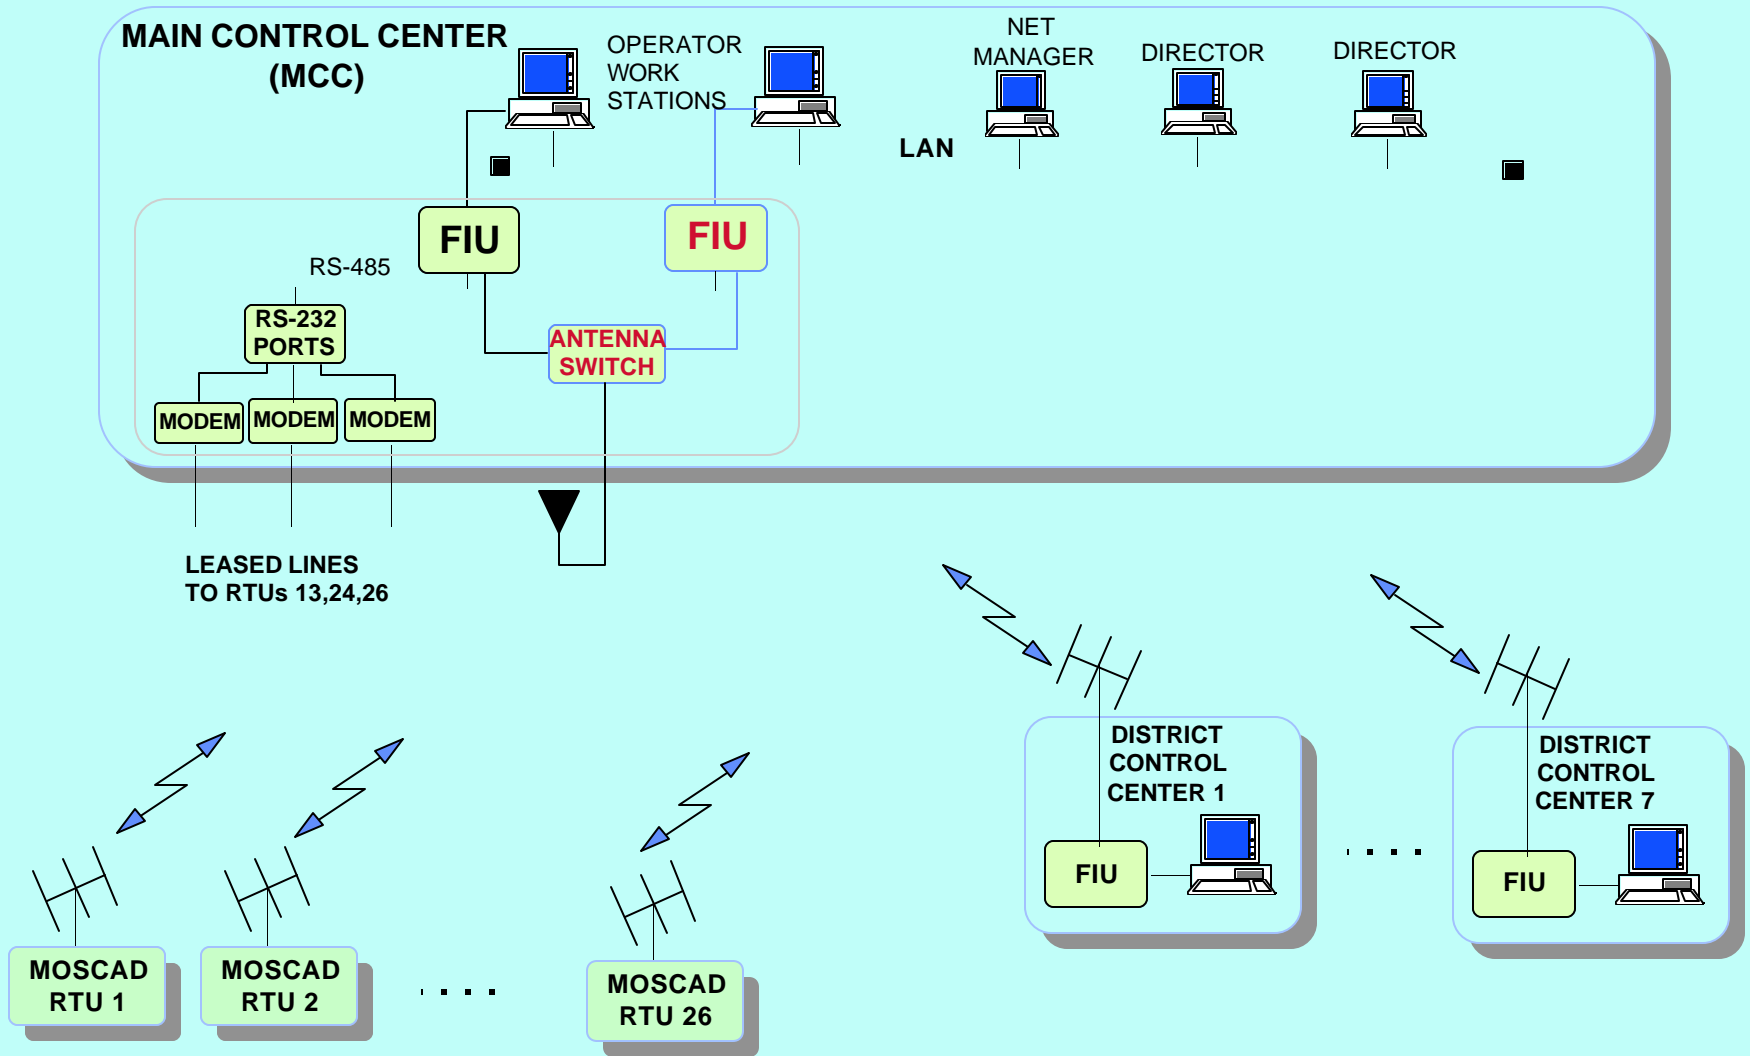 MAIN CONTROL CENTER
(MCC)
OPERATOR
WORK
STATIONS
NET
MANAGER
DIRECTOR
DIRECTOR
LAN
FIU
FIU
RS-485
RS-232
PORTS
ANTENNA
SWITCH
MODEM
MODEM
MODEM
LEASED LINES
TO RTUs 13,24,26
DISTRICT
CONTROL
CENTER 1
FIU
DISTRICT
CONTROL
CENTER 7
FIU
MOSCAD
RTU 1
MOSCAD
RTU 2
MOSCAD
RTU 26